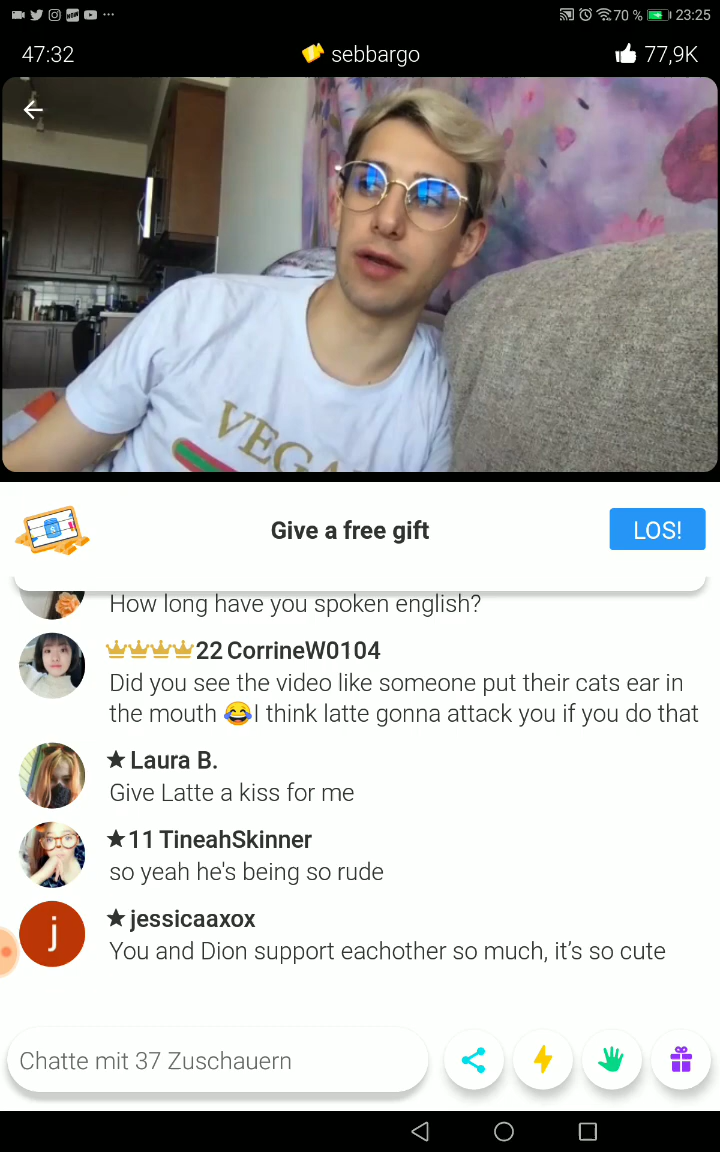 70 % 23:25
47:32 sebbargo 77,9K
VEGA
Give a free gift LOS!
How long have you spoken english?
22 CorrineW0104
Did you see the video like someone put their cats ear in
the mouth 😂I think latte gonna attack you if you do that
★ Laura B.
Give Latte a kiss for me
★ 11 TineahSkinner
so yeah he's being so rude
j
★ jessicaaxox
You and Dion support eachother so much, it’s so cute
Chatte mit 37 Zuschauern